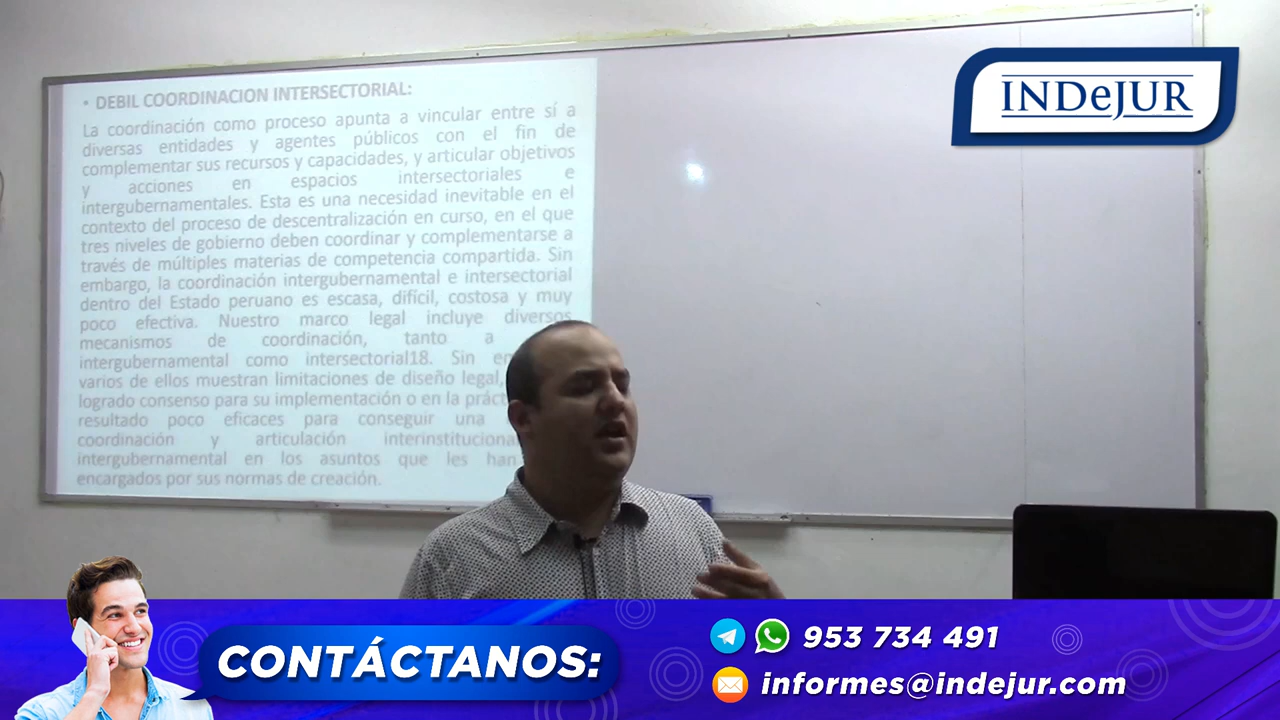 • DEBIL COORDINACION INTERSECTORIAL:
La coordinación como proceso apunta a vincular entre sí a
diversas entidades y agentes públicos con el fin de
complementar sus recursos y capacidades, y articular objetivos
y acciones en espacios intersectoriales e
intergubernamentales. Esta es una necesidad inevitable en el
contexto del proceso de descentralización en curso, en el que
tres niveles de gobierno deben coordinar y complementarse a
través de múltiples materias de competencia compartida. Sin
embargo, la coordinación intergubernamental e intersectorial
dentro del Estado peruano es escasa, difícil, costosa y muy
poco efectiva. Nuestro marco legal incluye diversos
mecanismos de coordinación, tanto a
intergubernamental como intersectorial18. Sin
varios de ellos muestran limitaciones de diseño legal,
logrado consenso para su implementación o en la
resultado poco eficaces para conseguir una
coordinación y articulación
intergubernamental en los asuntos que les han
encargados por sus normas de creación.
INDeJUR
CONTÁCTANOS:
953 734 491
informes@indejur.com